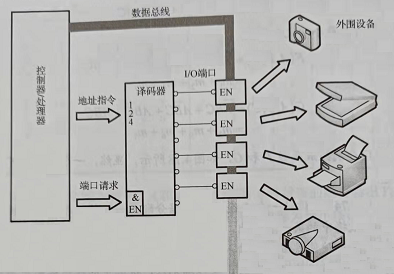 数据总线
外围设备
I/O端口
控制器/处理器
地址指令
译码器
1
2
4
EN
EN
EN
端口请求
&
EN
EN